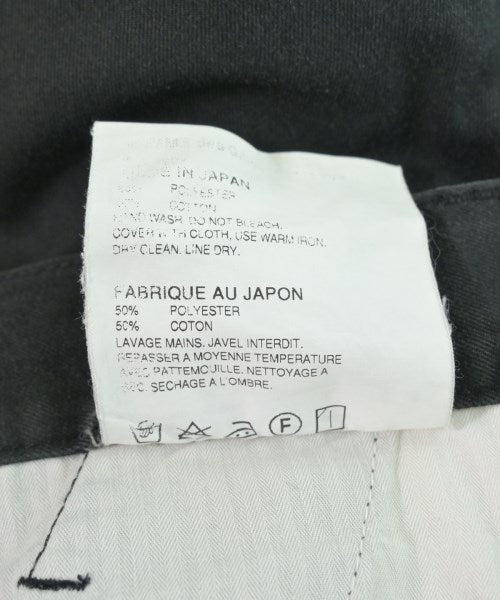 MADE IN JAPAN
POLYESTER
COTTON
HAND WASH. DO NOT BLEACH.
COVER WITH CLOTH, USE WARM IRON.
DRY CLEAN. LINE DRY.
FABRIQUE AU JAPON
50% POLYESTER
50% COTON
LAVAGE MAINS. JAVEL INTERDIT.
REPASSER A MOYENNE TEMPERATURE
AVEC PATTEMOUILLE. NETTOYAGE A
SEC. SECHAGE A L'OMBRE.
F